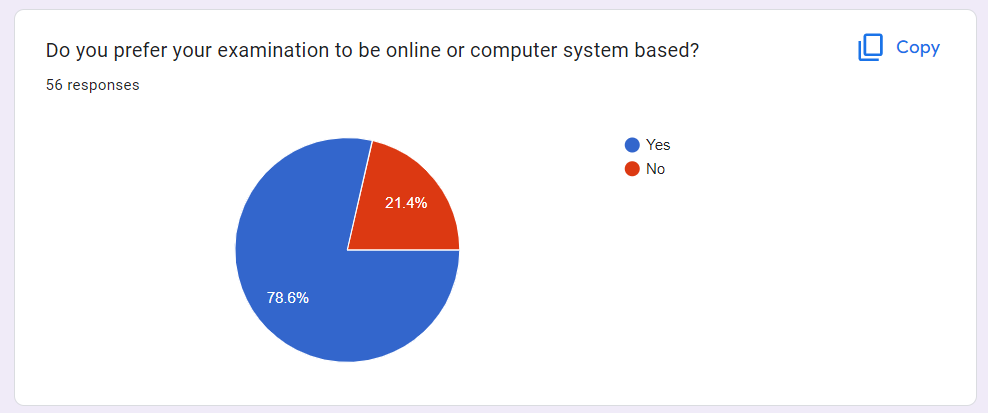 Do you prefer your examination to be online or computer system based?
Copy
56 responses
Yes
No
21.4%
78.6%